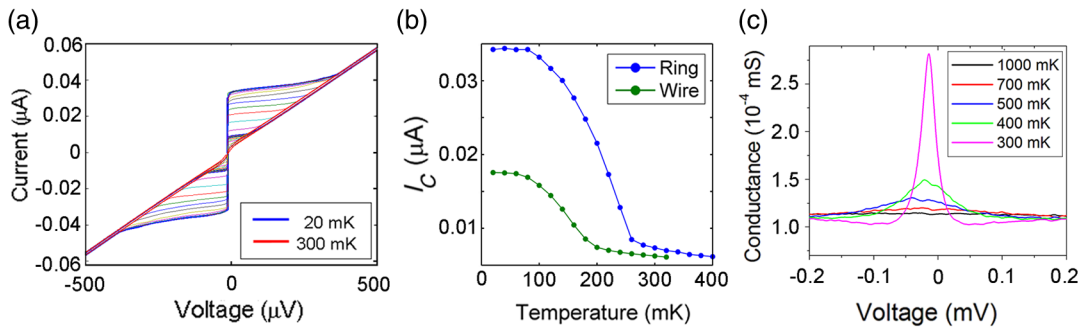 (a)
0.06
0.04
0.02
0
-0.02
-0.04
-0.06
Current (μA)
20 mK
300 mK
-500
0
500
Voltage (μV)
(b)
0.03
0.02
0.01
I_C (μA)
Ring
Wire
0
100
200
300
400
Temperature (mK)
(c)
2.5
2.0
1.5
1.0
Conductance (10⁻⁴ mS)
1000 mK
700 mK
500 mK
400 mK
300 mK
-0.2
-0.1
0
0.1
0.2
Voltage (mV)